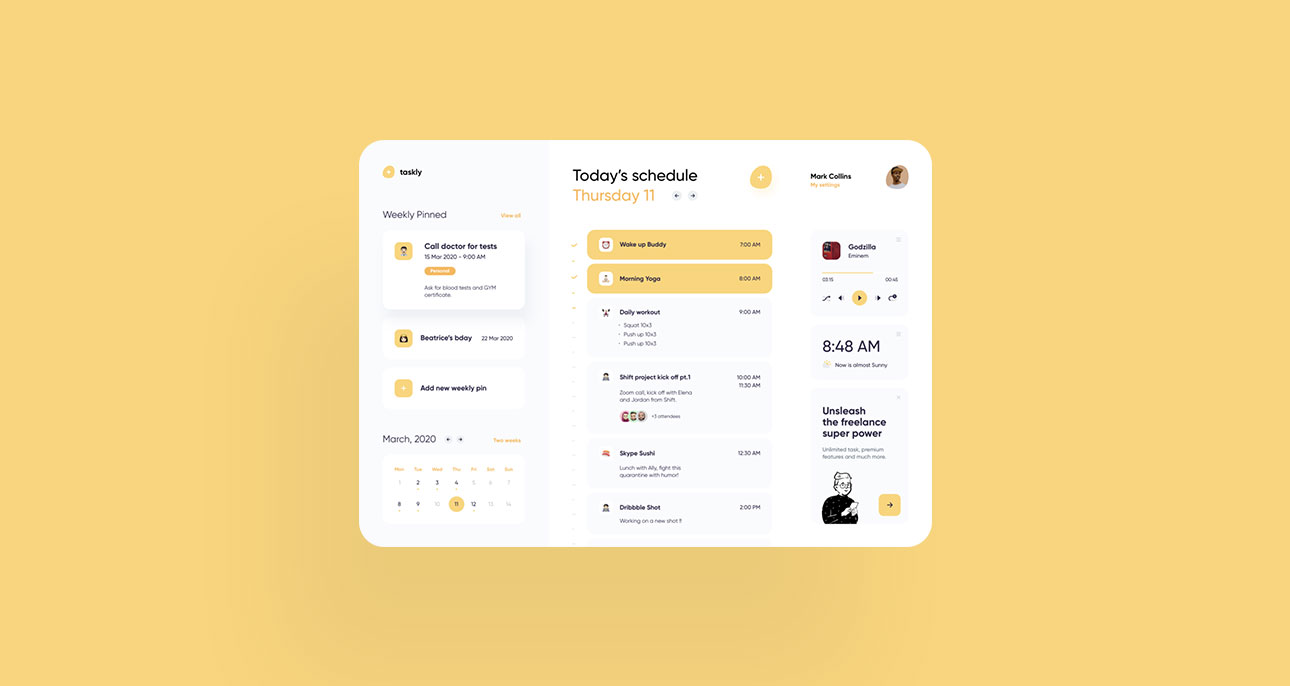 taskly
Weekly Pinned
View all
Call doctor for tests
15 Mar 2020 - 9:00 AM
Personal
Ask for blood tests and GYM
certificate.
Beatrice's bday
22 Mar 2020
Add new weekly pin
March, 2020
Two weeks
Mon Tue Wed Thu Fri Sat Sun
1 2 3 4 5 6 7
8 9 10 11 12 13 14
Today's schedule
Thursday 11
Wake up Buddy
7:00 AM
Morning Yoga
8:00 AM
Daily workout
9:00 AM
Squat 10x3
Push up 10x3
Push up 10x3
Shift project kick off pt.1
10:00 AM
11:30 AM
Zoom call, kick off with Elena
and Jordan from Shift.
+3 attendees
Skype Sushi
12:30 AM
Lunch with Ally, fight this
quarantine with humor!
Dribbble Shot
2:00 PM
Working on a new shot !!
Mark Collins
My settings
Godzilla
Eminem
03:15
00:45
8:48 AM
Now is almost Sunny
Unsleash
the freelance
super power
Unlimited task, premium
features and much more.